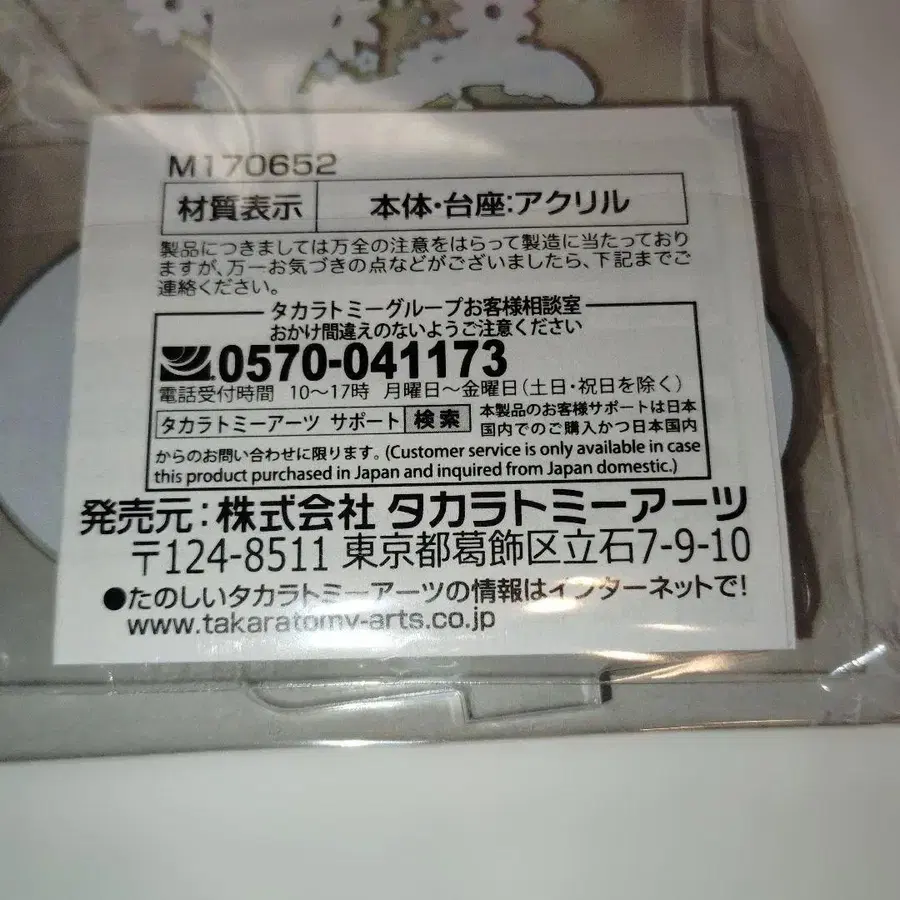 M170652
材質表示 本体・台座:アクリル
製品につきましては万全の注意をはらって製造に当たっており
ますが、万一お気づきの点などがございましたら、下記までご
連絡ください。
タカラトミーグループお客様相談室
おかけ間違えのないようご注意ください
0570-041173
電話受付時間 10〜17時 月曜日〜金曜日(土日・祝日を除く)
タカラトミーアーツ サポート 検索 本製品のお客様サポートは日本
国内でのご購入かつ日本国内
からのお問い合わせに限ります。(Customer service is only available in case
this product purchased in Japan and inquired from Japan domestic.)
発売元:株式会社 タカラトミーアーツ
〒124-8511 東京都葛飾区立石7-9-10
●たのしいタカラトミーアーツの情報はインターネットで!
www.takaratomy-arts.co.jp